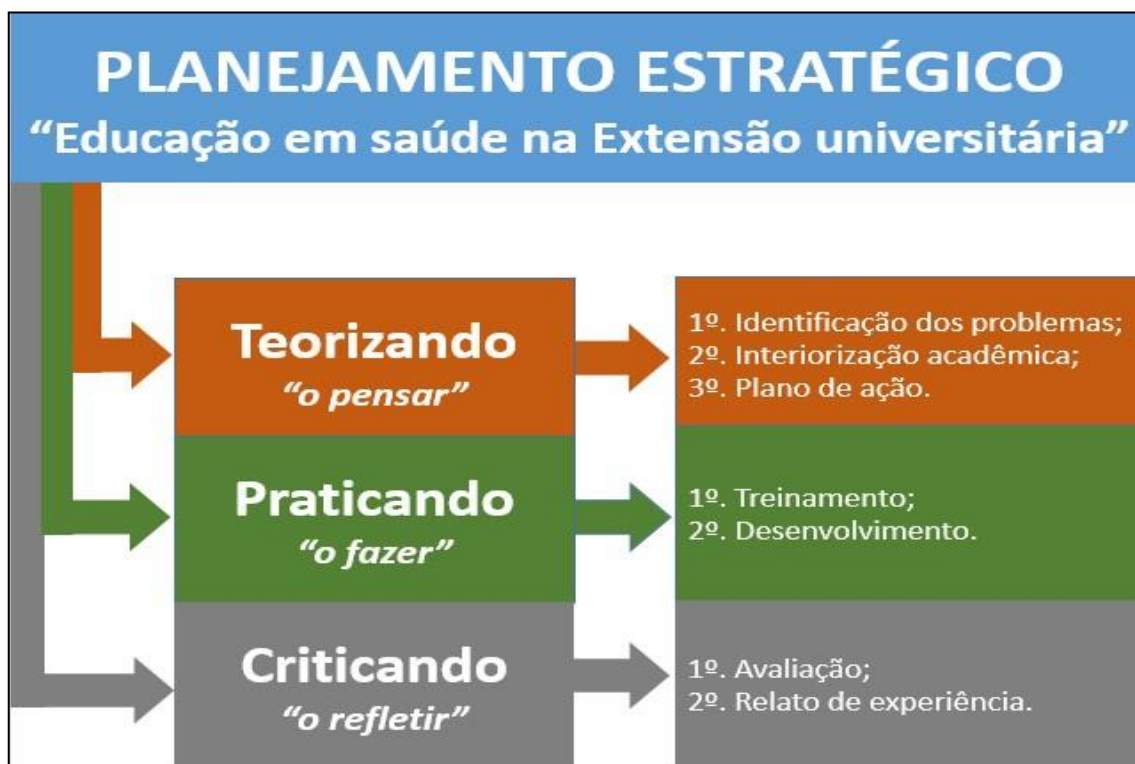 PLANEJAMENTO ESTRATÉGICO
“Educação em saúde na Extensão universitária”
Teorizando
“o pensar”
1º. Identificação dos problemas;
2º. Interiorização acadêmica;
3º. Plano de ação.
Praticando
“o fazer”
1º. Treinamento;
2º. Desenvolvimento.
Criticando
“o refletir”
1º. Avaliação;
2º. Relato de experiência.